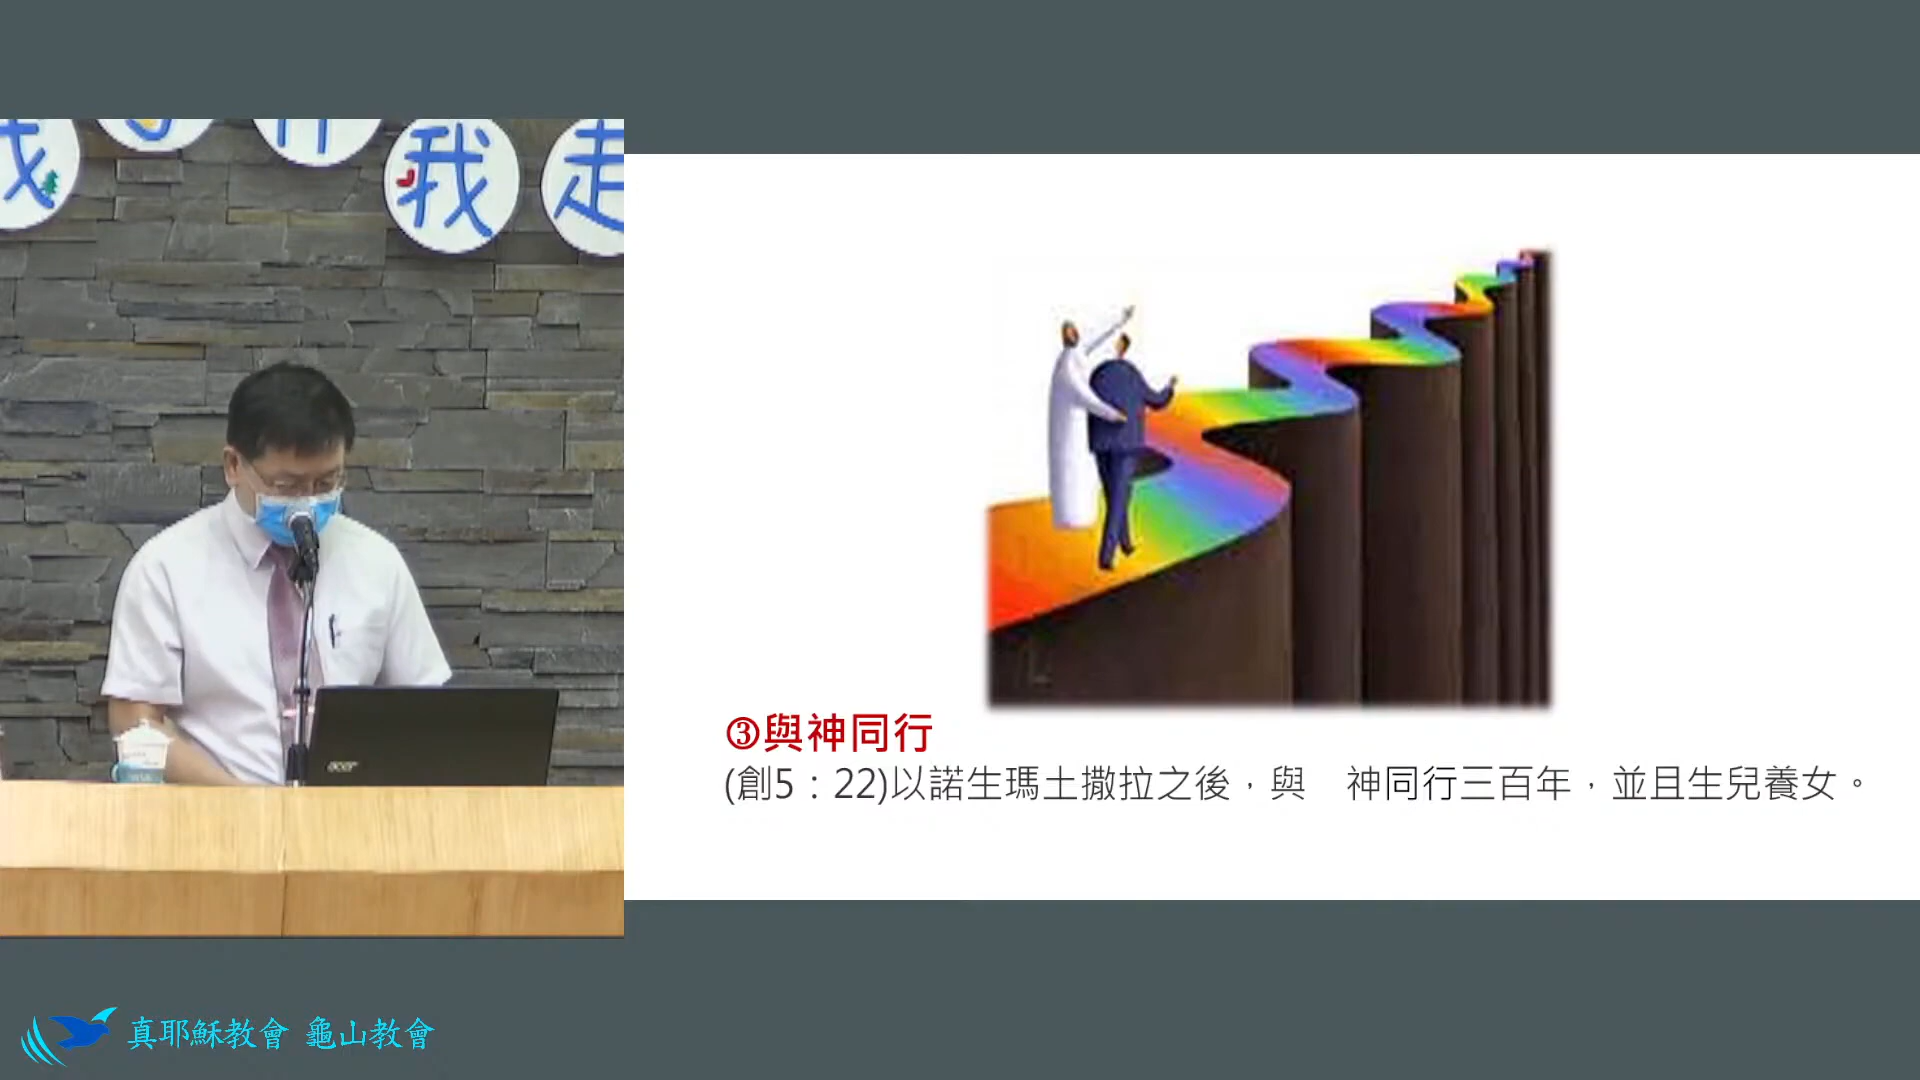 我 我 走
acer
③與神同行
(創5：22)以諾生瑪土撒拉之後，與　神同行三百年，並且生兒養女。
真耶穌教會 龜山教會